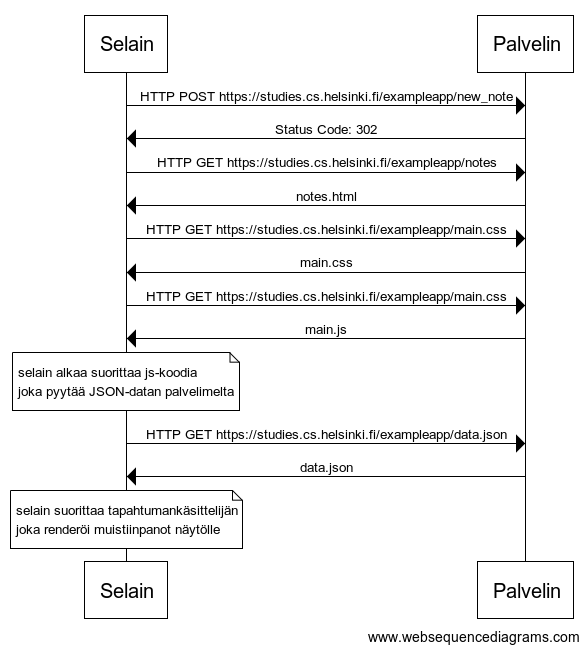 Selain
Palvelin
HTTP POST https://studies.cs.helsinki.fi/exampleapp/new_note
Status Code: 302
HTTP GET https://studies.cs.helsinki.fi/exampleapp/notes
notes.html
HTTP GET https://studies.cs.helsinki.fi/exampleapp/main.css
main.css
HTTP GET https://studies.cs.helsinki.fi/exampleapp/main.css
main.js
selain alkaa suorittaa js-koodia
joka pyytää JSON-datan palvelimelta
HTTP GET https://studies.cs.helsinki.fi/exampleapp/data.json
data.json
selain suorittaa tapahtumankäsittelijän
joka renderöi muistiinpanot näytölle
Selain
Palvelin
www.websequencediagrams.com